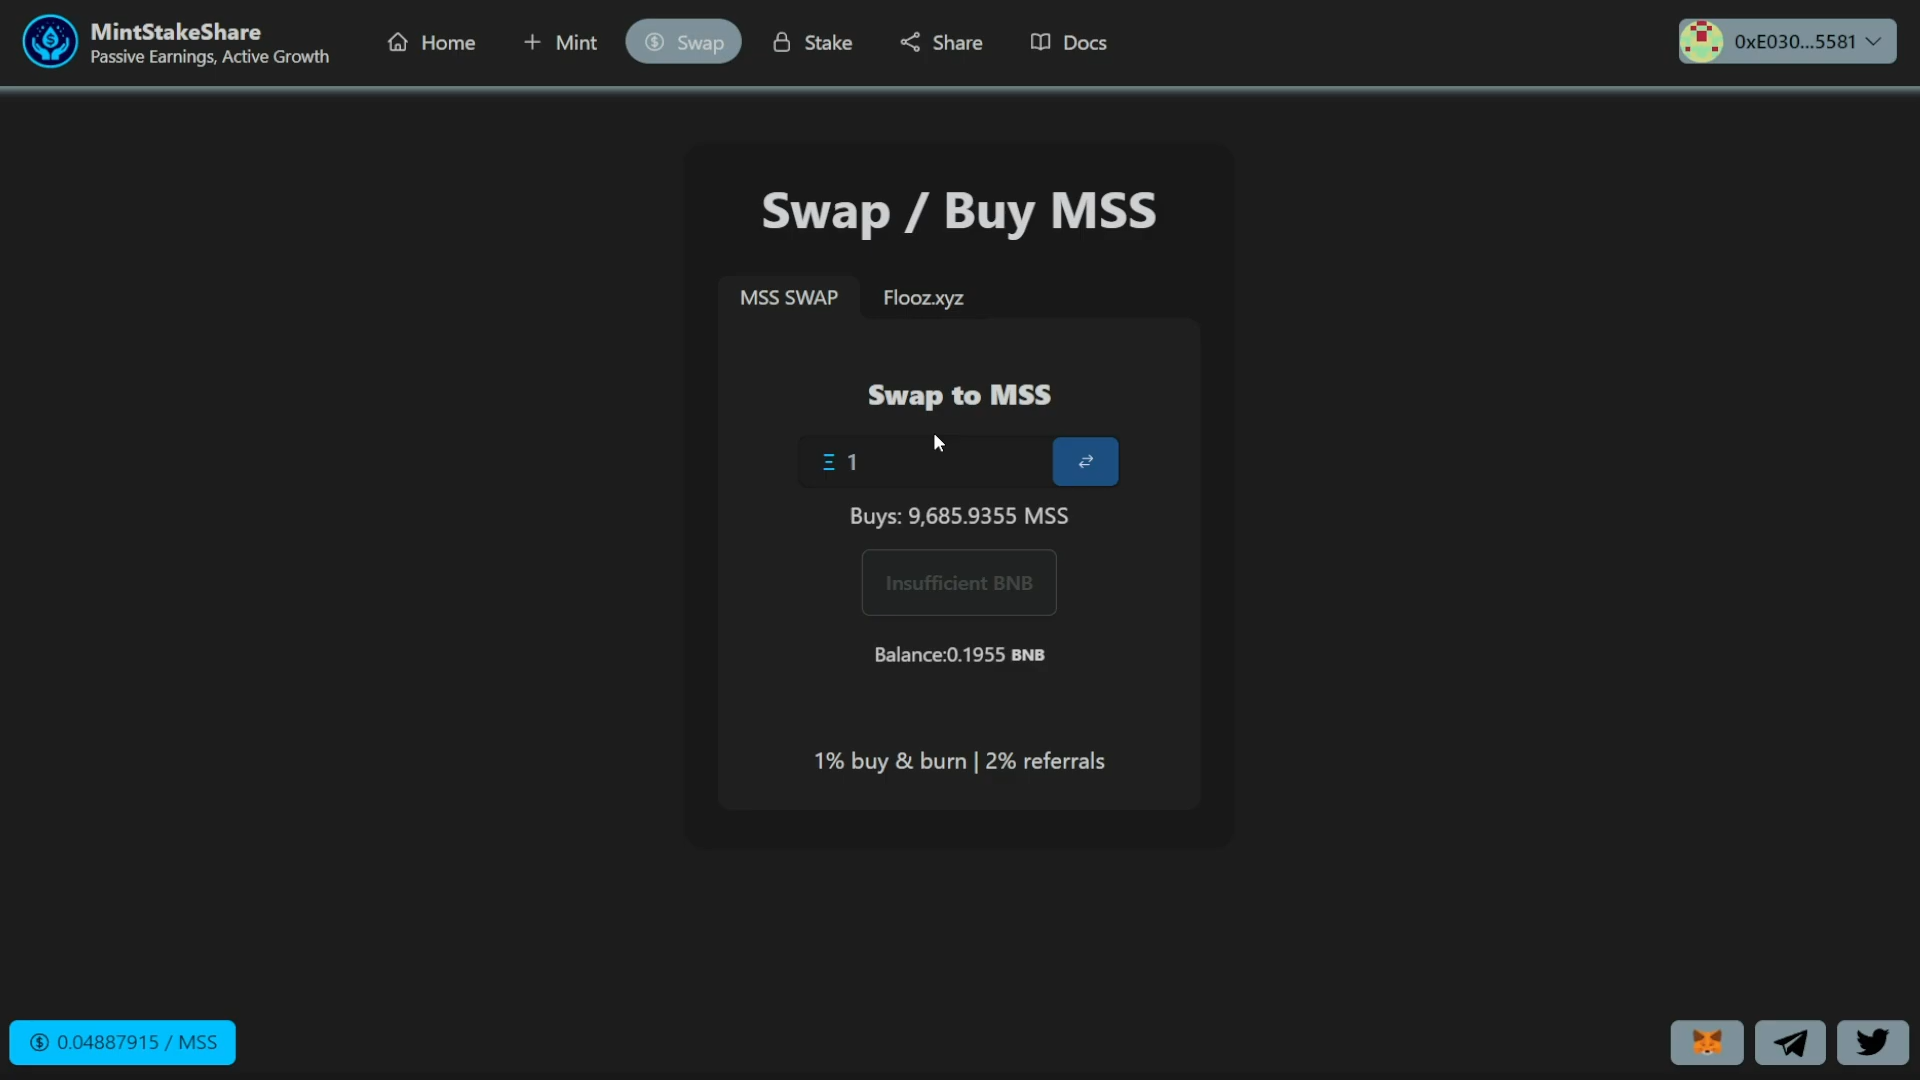 MintStakeShare
Passive Earnings, Active Growth
Home
Mint
Swap
Stake
Share
Docs
0xE030...5581
Swap / Buy MSS
MSS SWAP
Flooz.xyz
Swap to MSS
Ξ 1
Buys: 9,685.9355 MSS
Insufficient BNB
Balance:0.1955 BNB
1% buy & burn | 2% referrals
0.04887915 / MSS